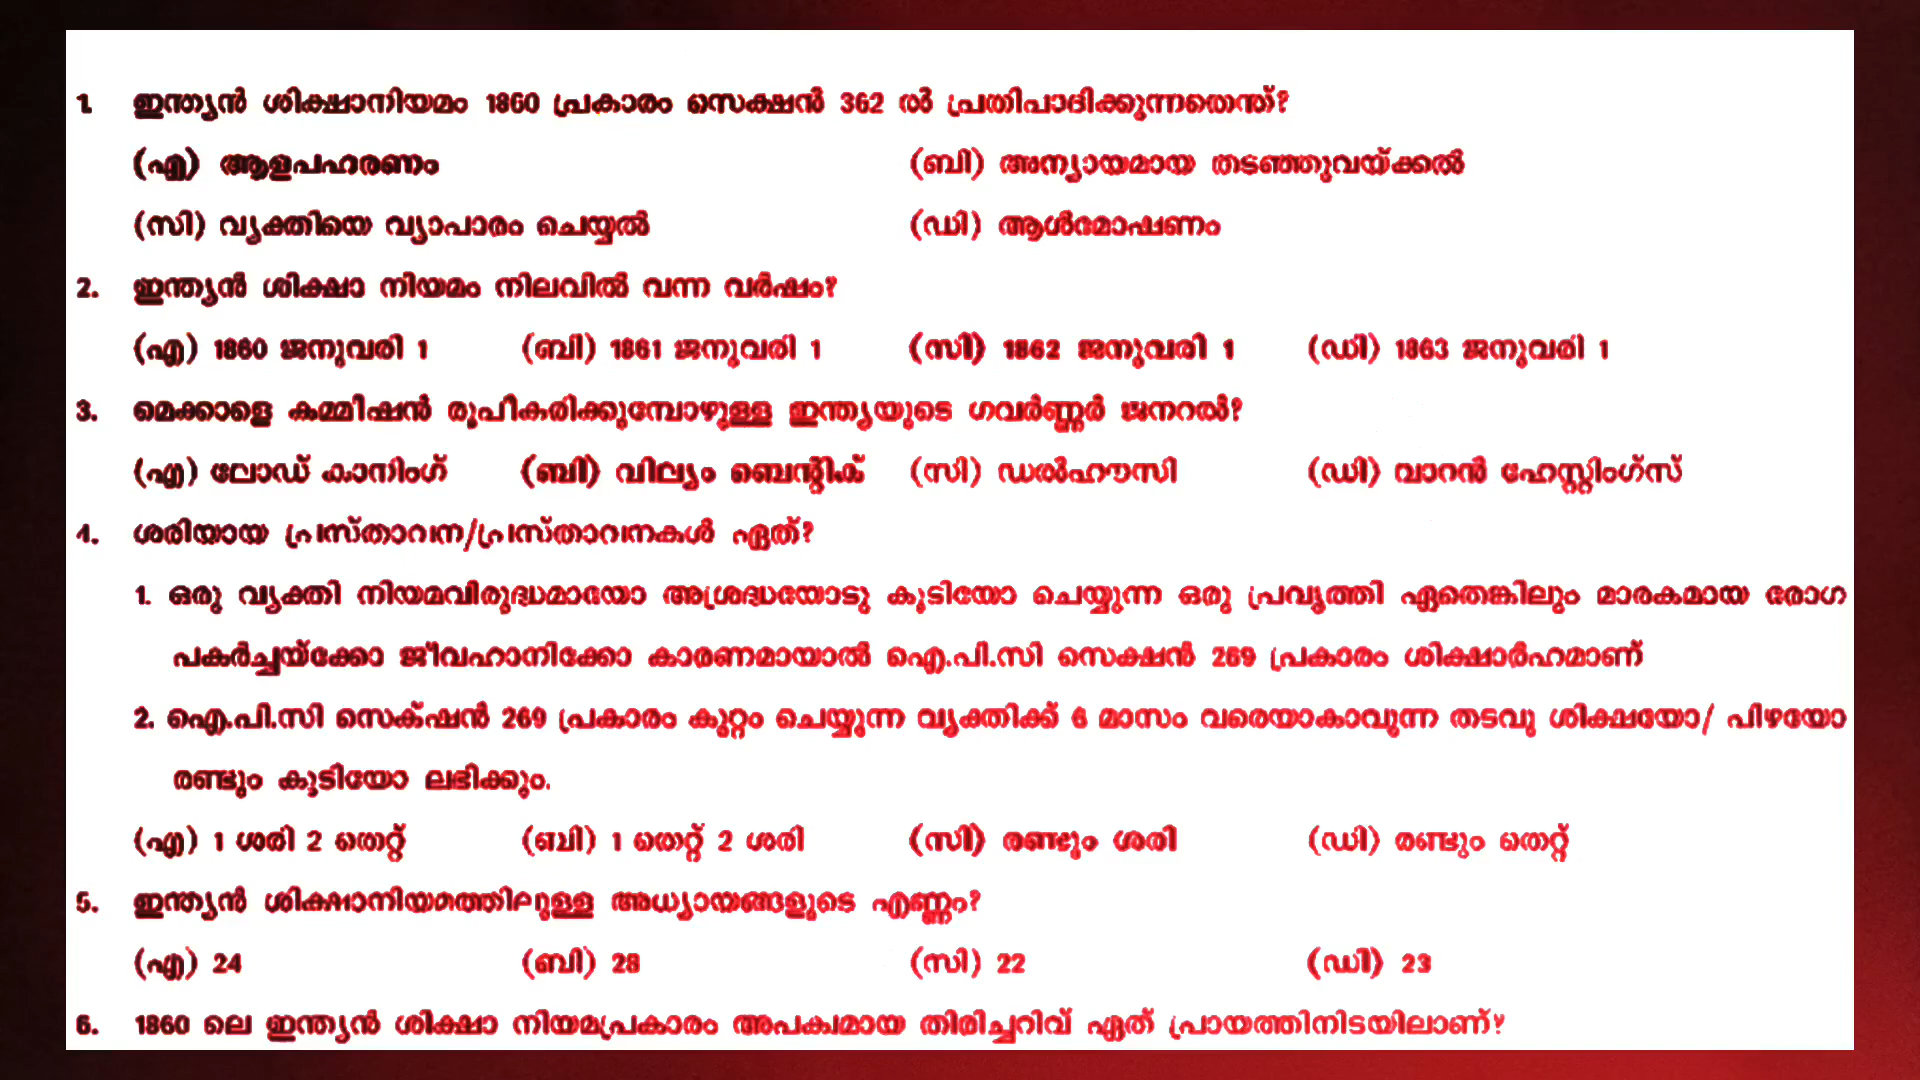 1. ഇന്ത്യൻ ശിക്ഷാനിയമം 1860 പ്രകാരം സെക്ഷൻ 362 ൽ പ്രതിപാദിക്കുന്നതെന്ത്?
(എ) ആളപഹരണം (ബി) അന്യായമായ തടഞ്ഞുവയ്ക്കൽ
(സി) വ്യക്തിയെ വ്യാപാരം ചെയ്യൽ (ഡി) ആൾമോഷണം
2. ഇന്ത്യൻ ശിക്ഷാ നിയമം നിലവിൽ വന്ന വർഷം?
(എ) 1860 ജനുവരി 1 (ബി) 1861 ജനുവരി 1 (സി) 1862 ജനുവരി 1 (ഡി) 1863 ജനുവരി 1
3. മെക്കാളെ കമ്മീഷൻ രൂപീകരിക്കുമ്പോഴുള്ള ഇന്ത്യയുടെ ഗവർണ്ണർ ജനറൽ?
(എ) ലോഡ് കാനിംഗ് (ബി) വില്യം ബെന്റിക് (സി) ഡൽഹൗസി (ഡി) വാറൻ ഹേസ്റ്റിംഗ്സ്
4. ശരിയായ പ്രസ്താവന/പ്രസ്താവനകൾ ഏത്?
1. ഒരു വ്യക്തി നിയമവിരുദ്ധമായോ അശ്രദ്ധയോടു കൂടിയോ ചെയ്യുന്ന ഒരു പ്രവൃത്തി ഏതെങ്കിലും മാരകമായ രോഗ
പകർച്ചയ്ക്കോ ജീവഹാനിക്കോ കാരണമായാൽ ഐ.പി.സി സെക്ഷൻ 269 പ്രകാരം ശിക്ഷാർഹമാണ്
2. ഐ.പി.സി സെക്ഷൻ 269 പ്രകാരം കുറ്റം ചെയ്യുന്ന വ്യക്തിക്ക് 6 മാസം വരെയാകാവുന്ന തടവു ശിക്ഷയോ/ പിഴയോ
രണ്ടും കൂടിയോ ലഭിക്കും.
(എ) 1 ശരി 2 തെറ്റ് (ബി) 1 തെറ്റ് 2 ശരി (സി) രണ്ടും ശരി (ഡി) രണ്ടും തെറ്റ്
5. ഇന്ത്യൻ ശിക്ഷാനിയമത്തിലുള്ള അധ്യായങ്ങളുടെ എണ്ണം?
(എ) 24 (ബി) 28 (സി) 22 (ഡി) 23
6. 1860 ലെ ഇന്ത്യൻ ശിക്ഷാ നിയമപ്രകാരം അപക്വമായ തിരിച്ചറിവ് ഏത് പ്രായത്തിനിടയിലാണ്?